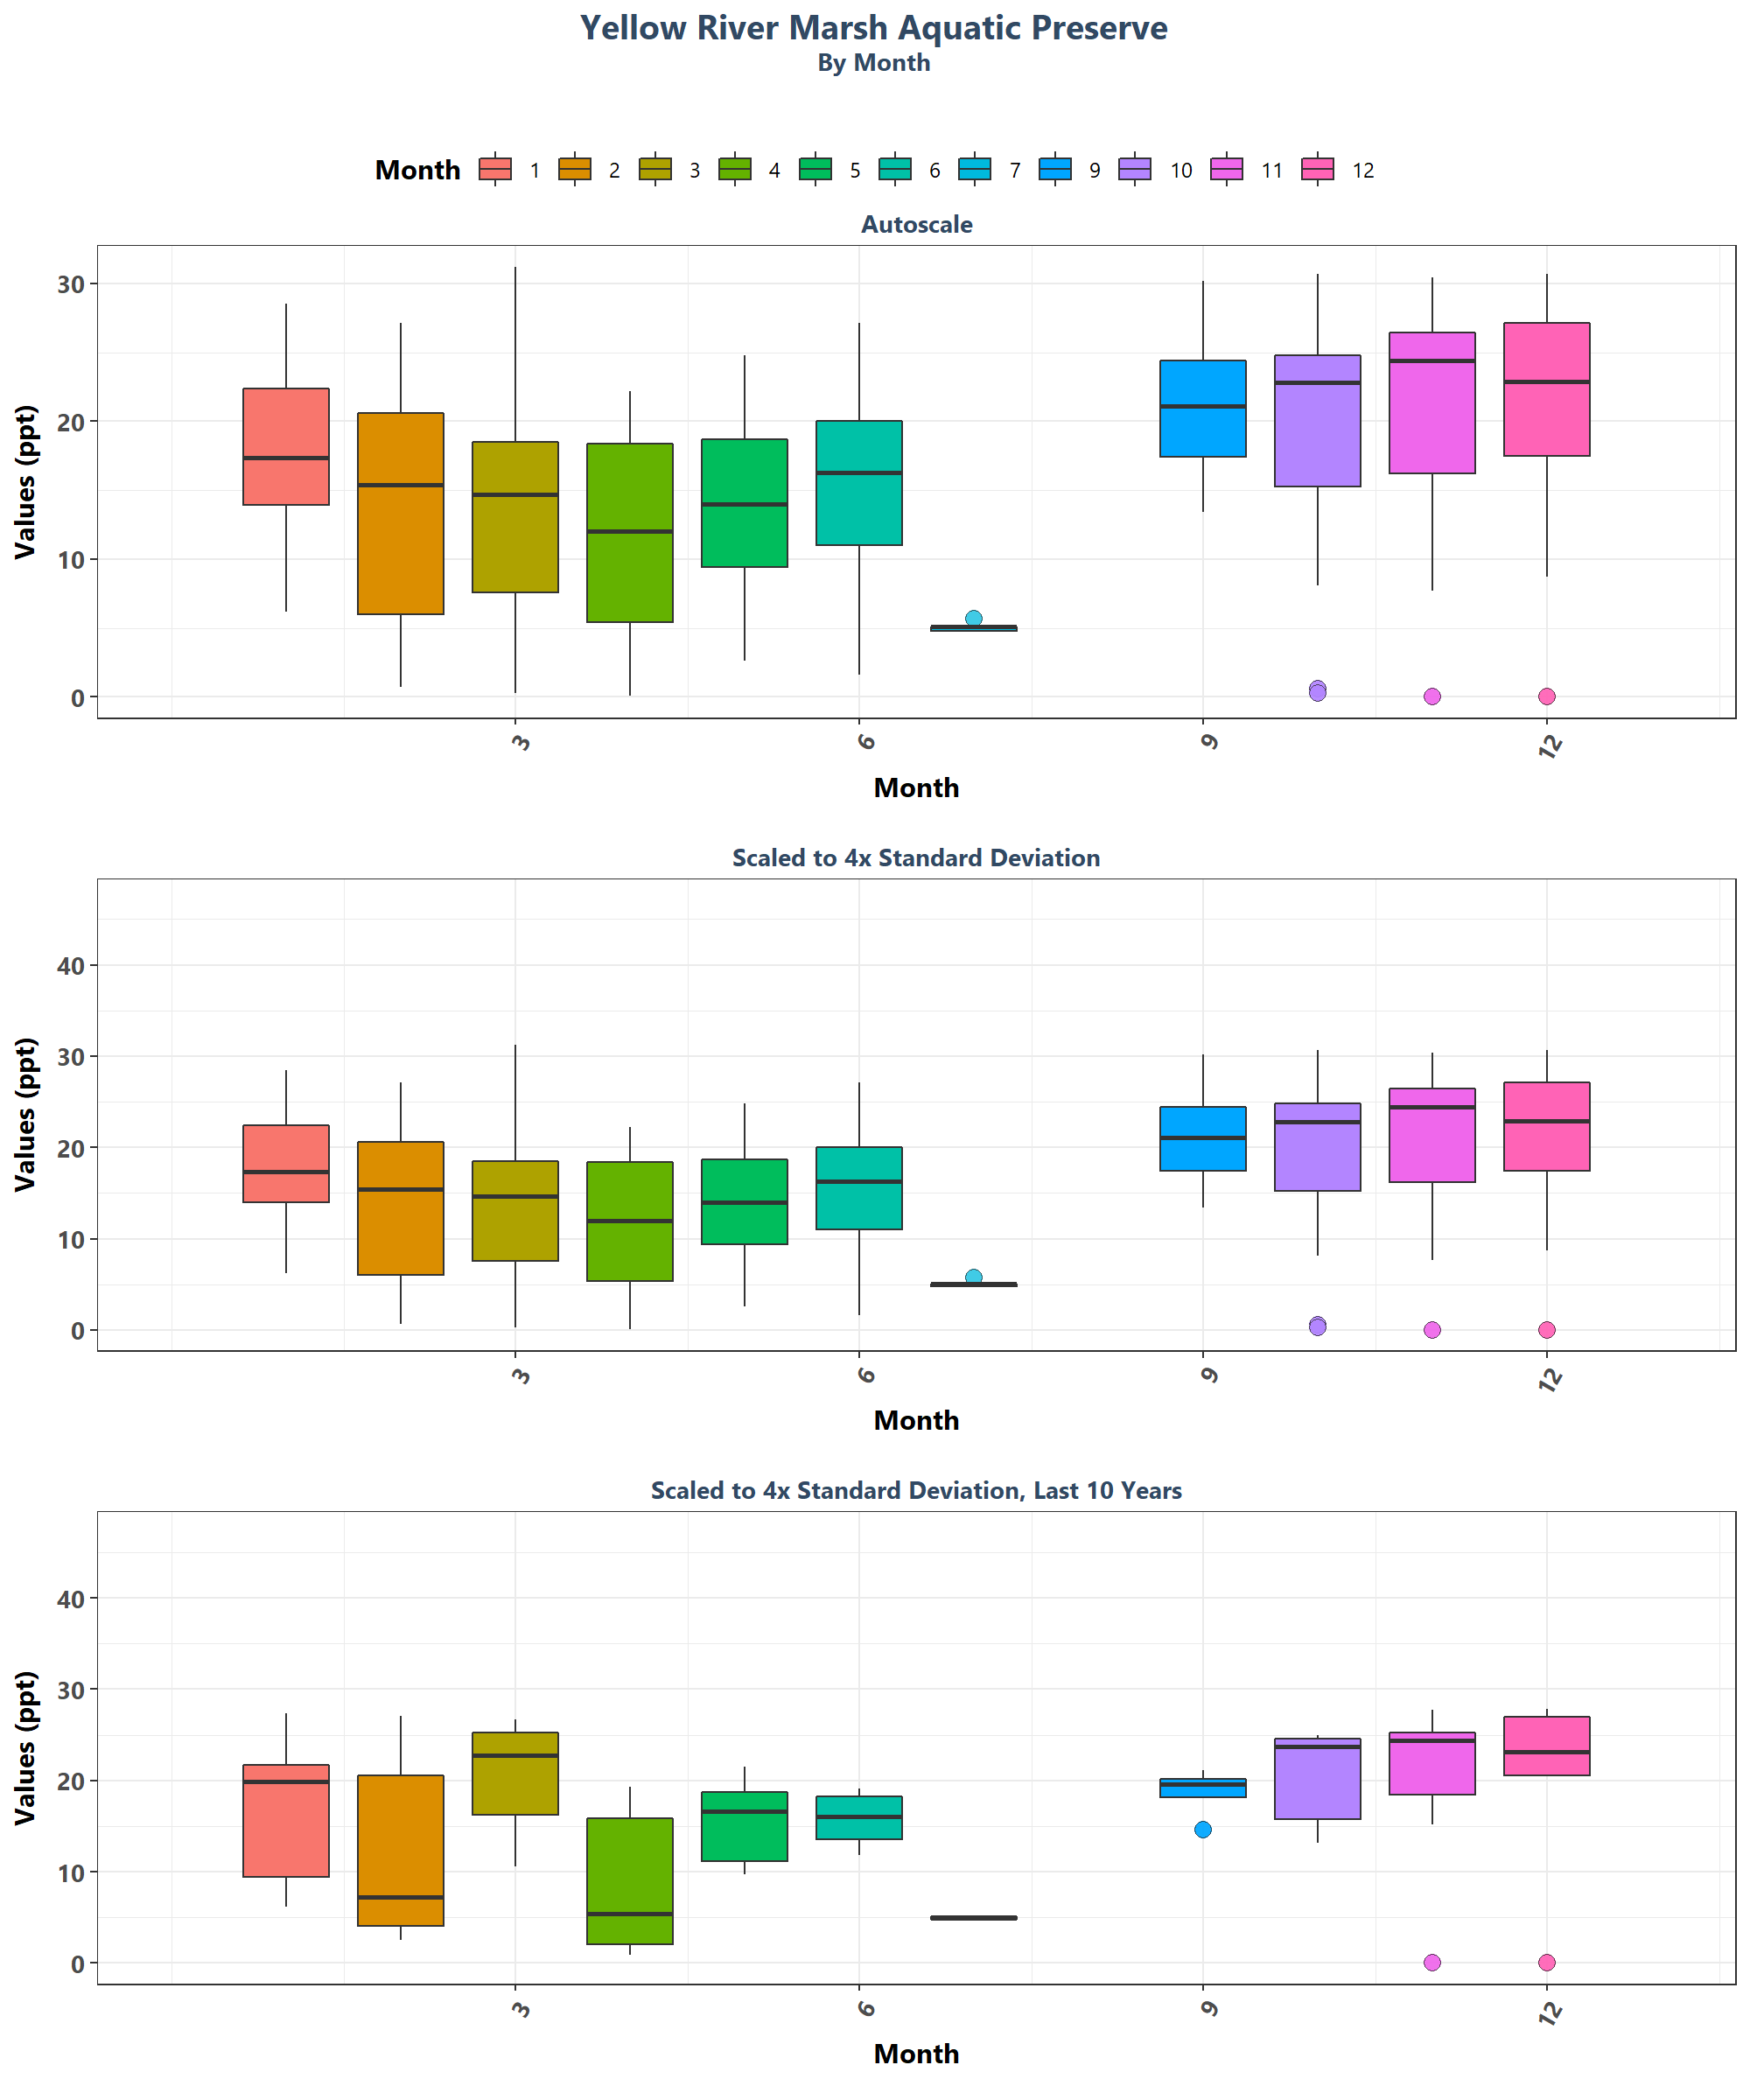 Yellow River Marsh Aquatic Preserve
By Month
Month 1 2 3 4 5 6 7 9 10 11 12
Autoscale
Values (ppt)
30
20
10
0
3 6 9 12
Month
Scaled to 4x Standard Deviation
Values (ppt)
40
30
20
10
0
3 6 9 12
Month
Scaled to 4x Standard Deviation, Last 10 Years
Values (ppt)
40
30
20
10
0
3 6 9 12
Month